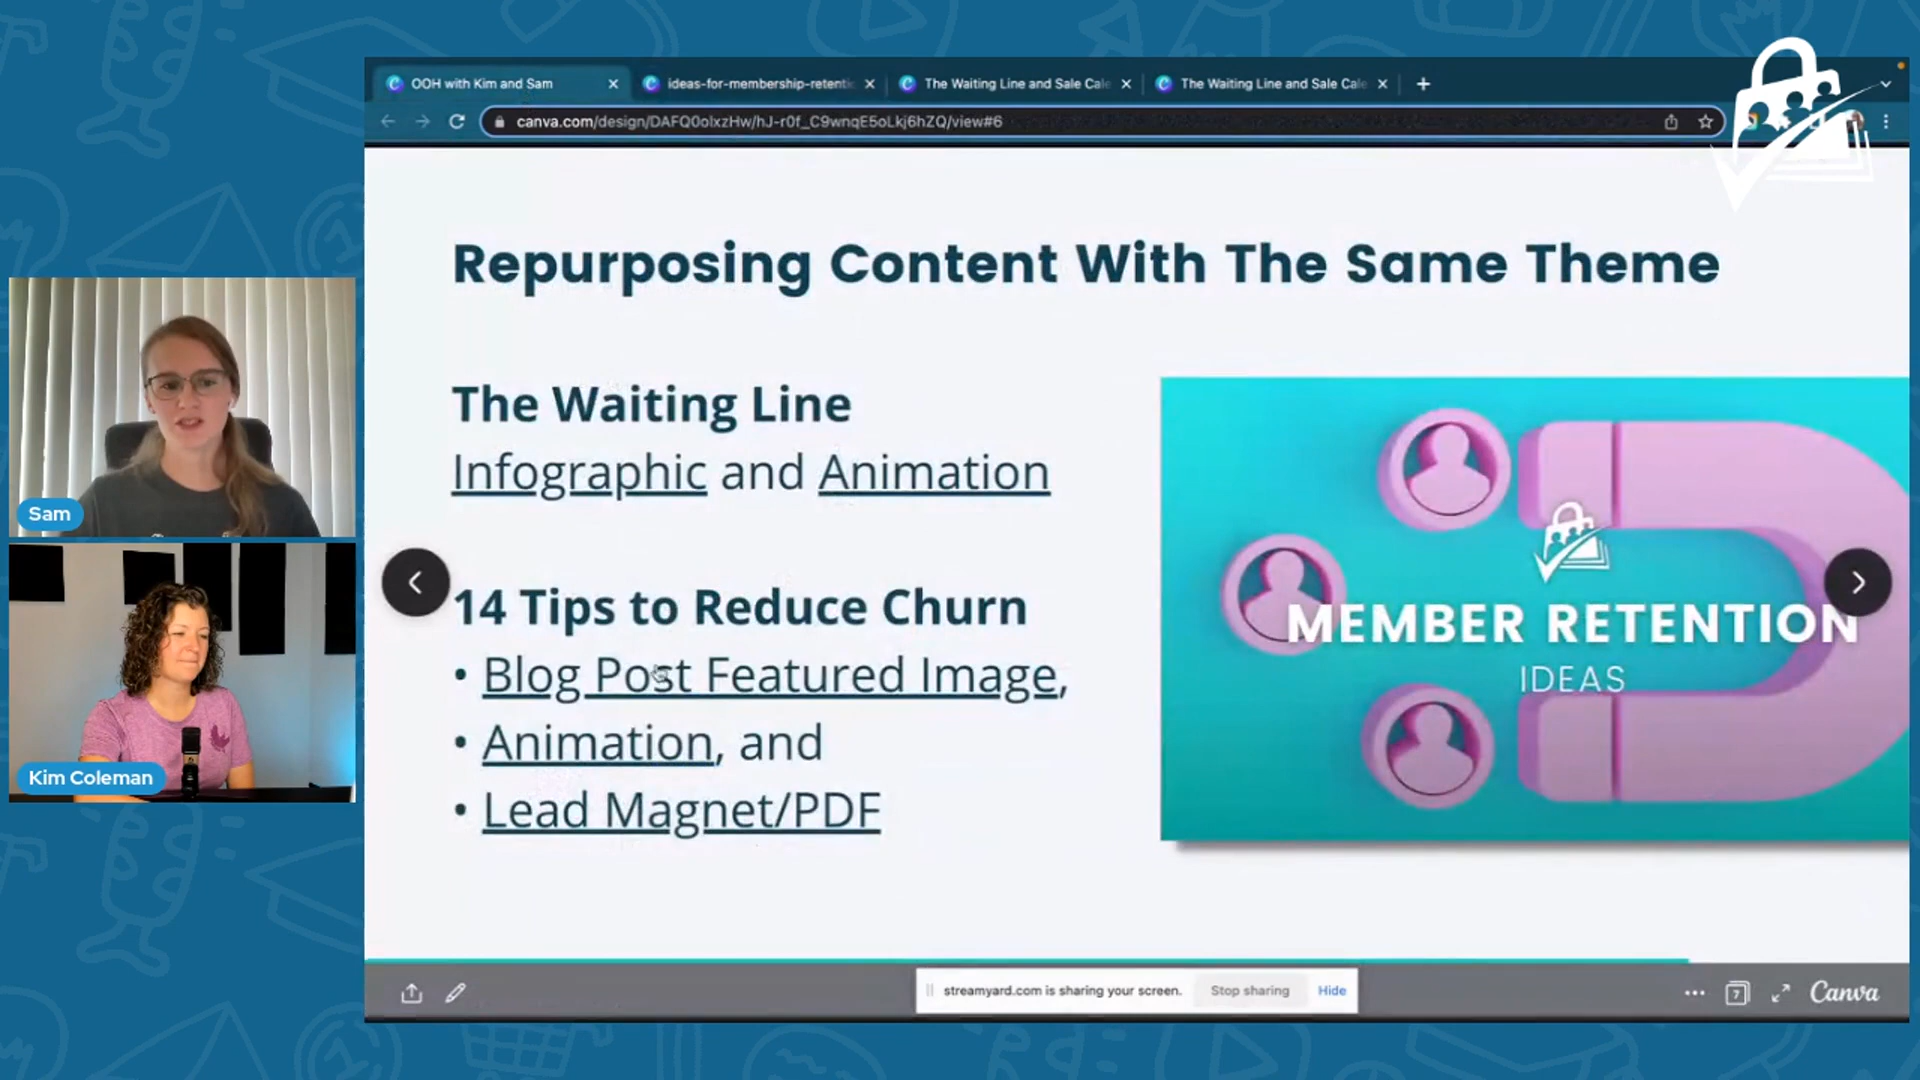 OOH with Kim and Sam
ideas-for-membership-retenti
The Waiting Line and Sale Cale
The Waiting Line and Sale Cale
canva.com/design/DAFQ0olxzHw/hJ-r0f_C9wnqE5oLkj6hZQ/view#6
Repurposing Content With The Same Theme
The Waiting Line
Infographic and Animation
14 Tips to Reduce Churn
• Blog Post Featured Image,
• Animation, and
• Lead Magnet/PDF
MEMBER RETENTION
IDEAS
Sam
Kim Coleman
streamyard.com is sharing your screen.
Stop sharing
Hide
7
Canva